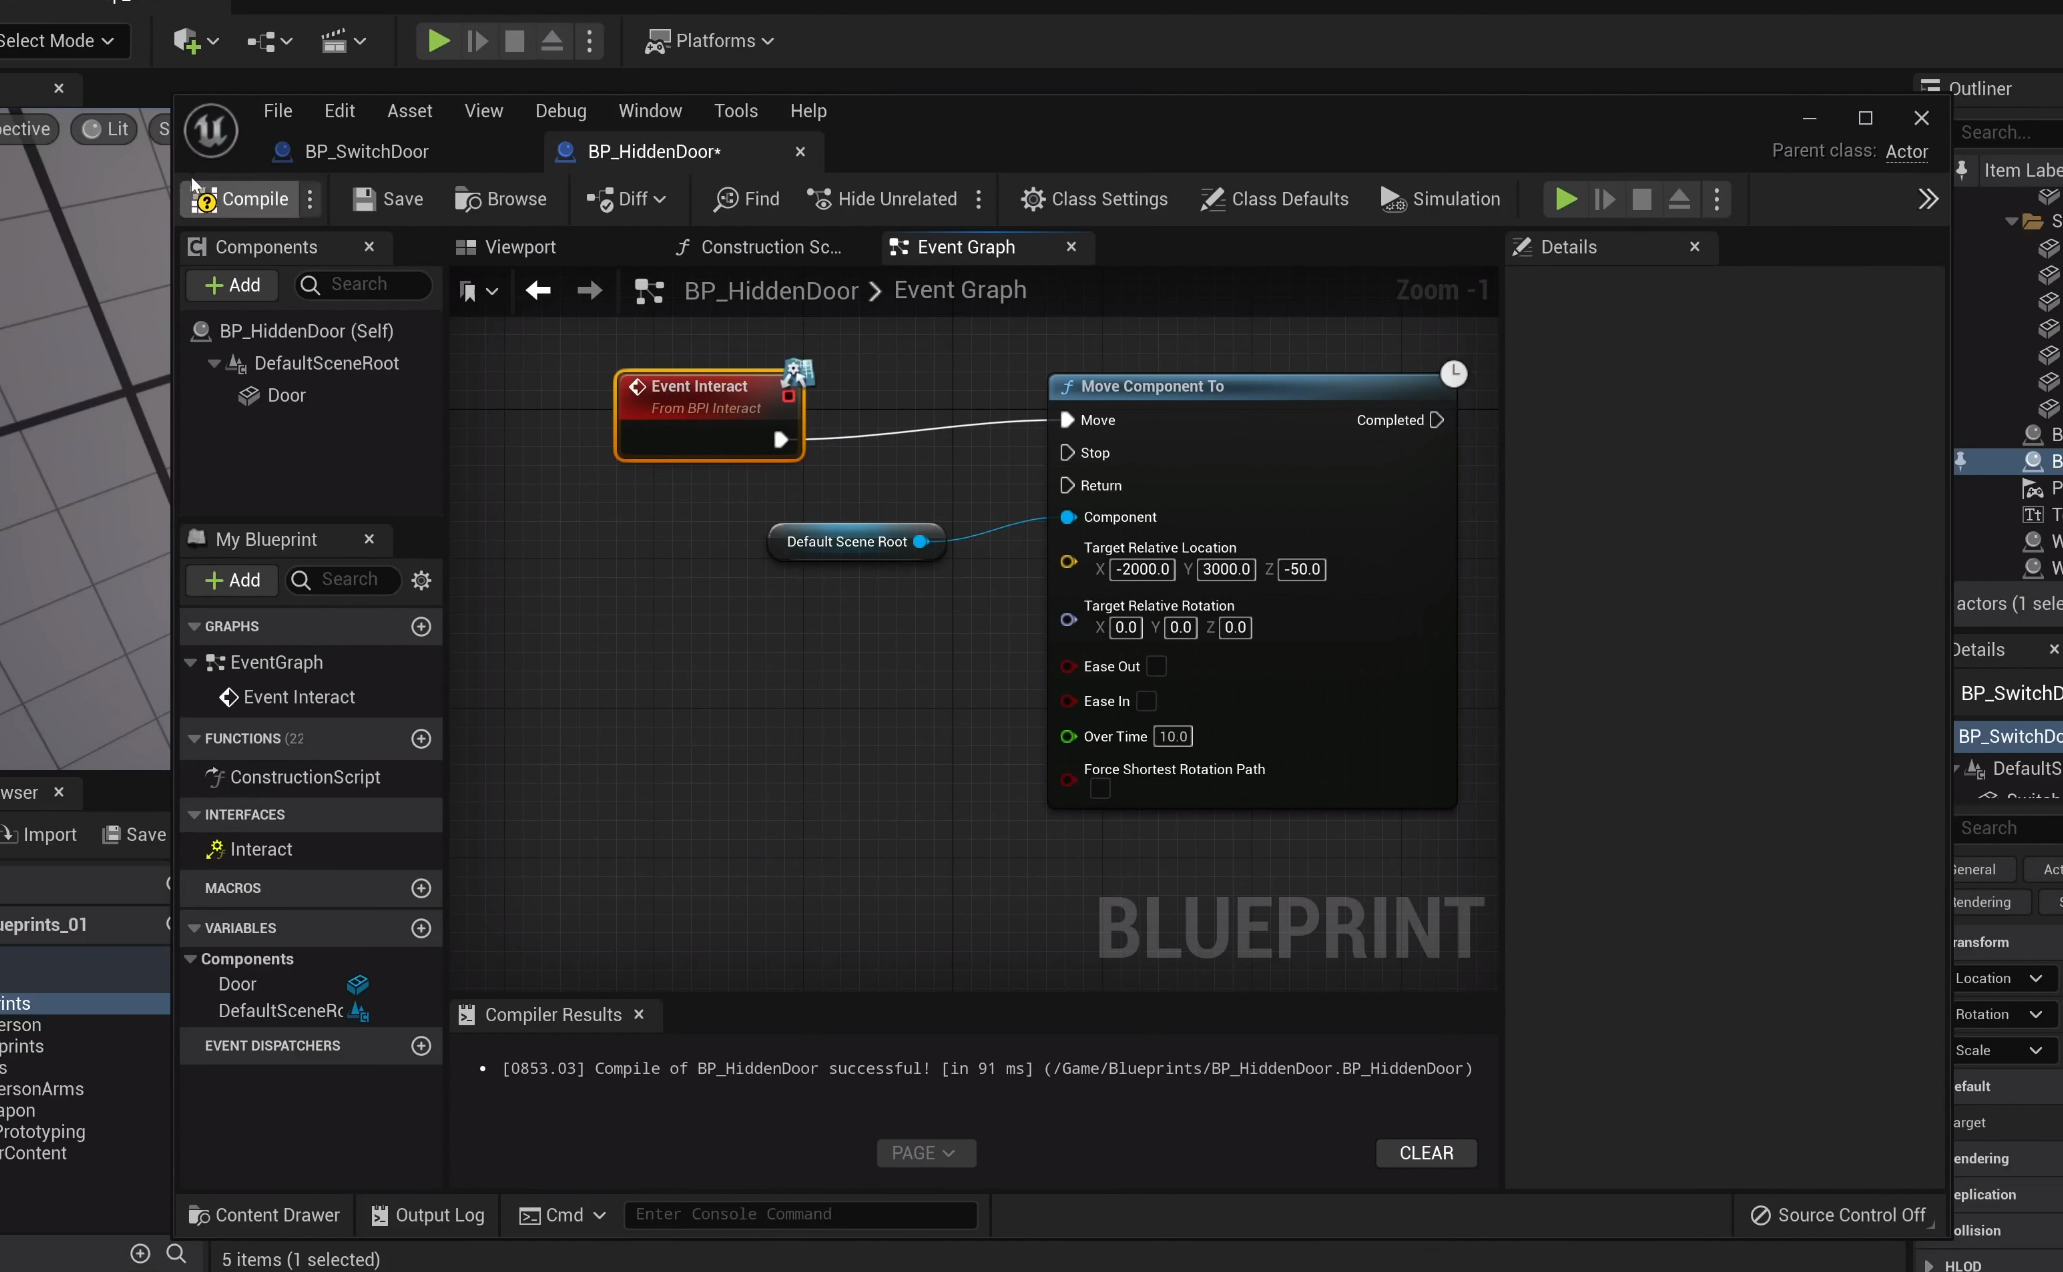 Select Mode
Platforms
Outliner
File Edit Asset View Debug Window Tools Help
Lit
Search...
BP_SwitchDoor
BP_HiddenDoor*
Parent class: Actor
Compile
Save
Browse
Diff
Find
Hide Unrelated
Class Settings
Class Defaults
Simulation
Components
Viewport
Construction Sc...
Event Graph
Details
+ Add
Search
BP_HiddenDoor > Event Graph
Zoom -1
BP_HiddenDoor (Self)
DefaultSceneRoot
Door
Event Interact
From BPI Interact
Move Component To
Move
Completed
Stop
Return
Component
Default Scene Root
Target Relative Location
X -2000.0 Y 3000.0 Z -50.0
Target Relative Rotation
X 0.0 Y 0.0 Z 0.0
Ease Out
Ease In
Over Time 10.0
Force Shortest Rotation Path
BLUEPRINT
My Blueprint
+ Add
Search
GRAPHS
EventGraph
Event Interact
FUNCTIONS (22
ConstructionScript
INTERFACES
Interact
MACROS
VARIABLES
Components
Door
DefaultSceneRo
EVENT DISPATCHERS
Compiler Results
• [0853.03] Compile of BP_HiddenDoor successful! [in 91 ms] (/Game/Blueprints/BP_HiddenDoor.BP_HiddenDoor)
PAGE
CLEAR
Content Drawer
Output Log
Cmd
Enter Console Command
Source Control Off
5 items (1 selected)
pective
wser
Import
Save
ueprints_01
ints
erson
prints
s
ersonArms
apon
Prototyping
rContent
Item Labe
actors (1 sele
Details
BP_SwitchD
BP_SwitchDo
DefaultS
Search
General
Act
Rendering
ransform
Location
Rotation
Scale
efault
arget
endering
eplication
ollision
HLOD